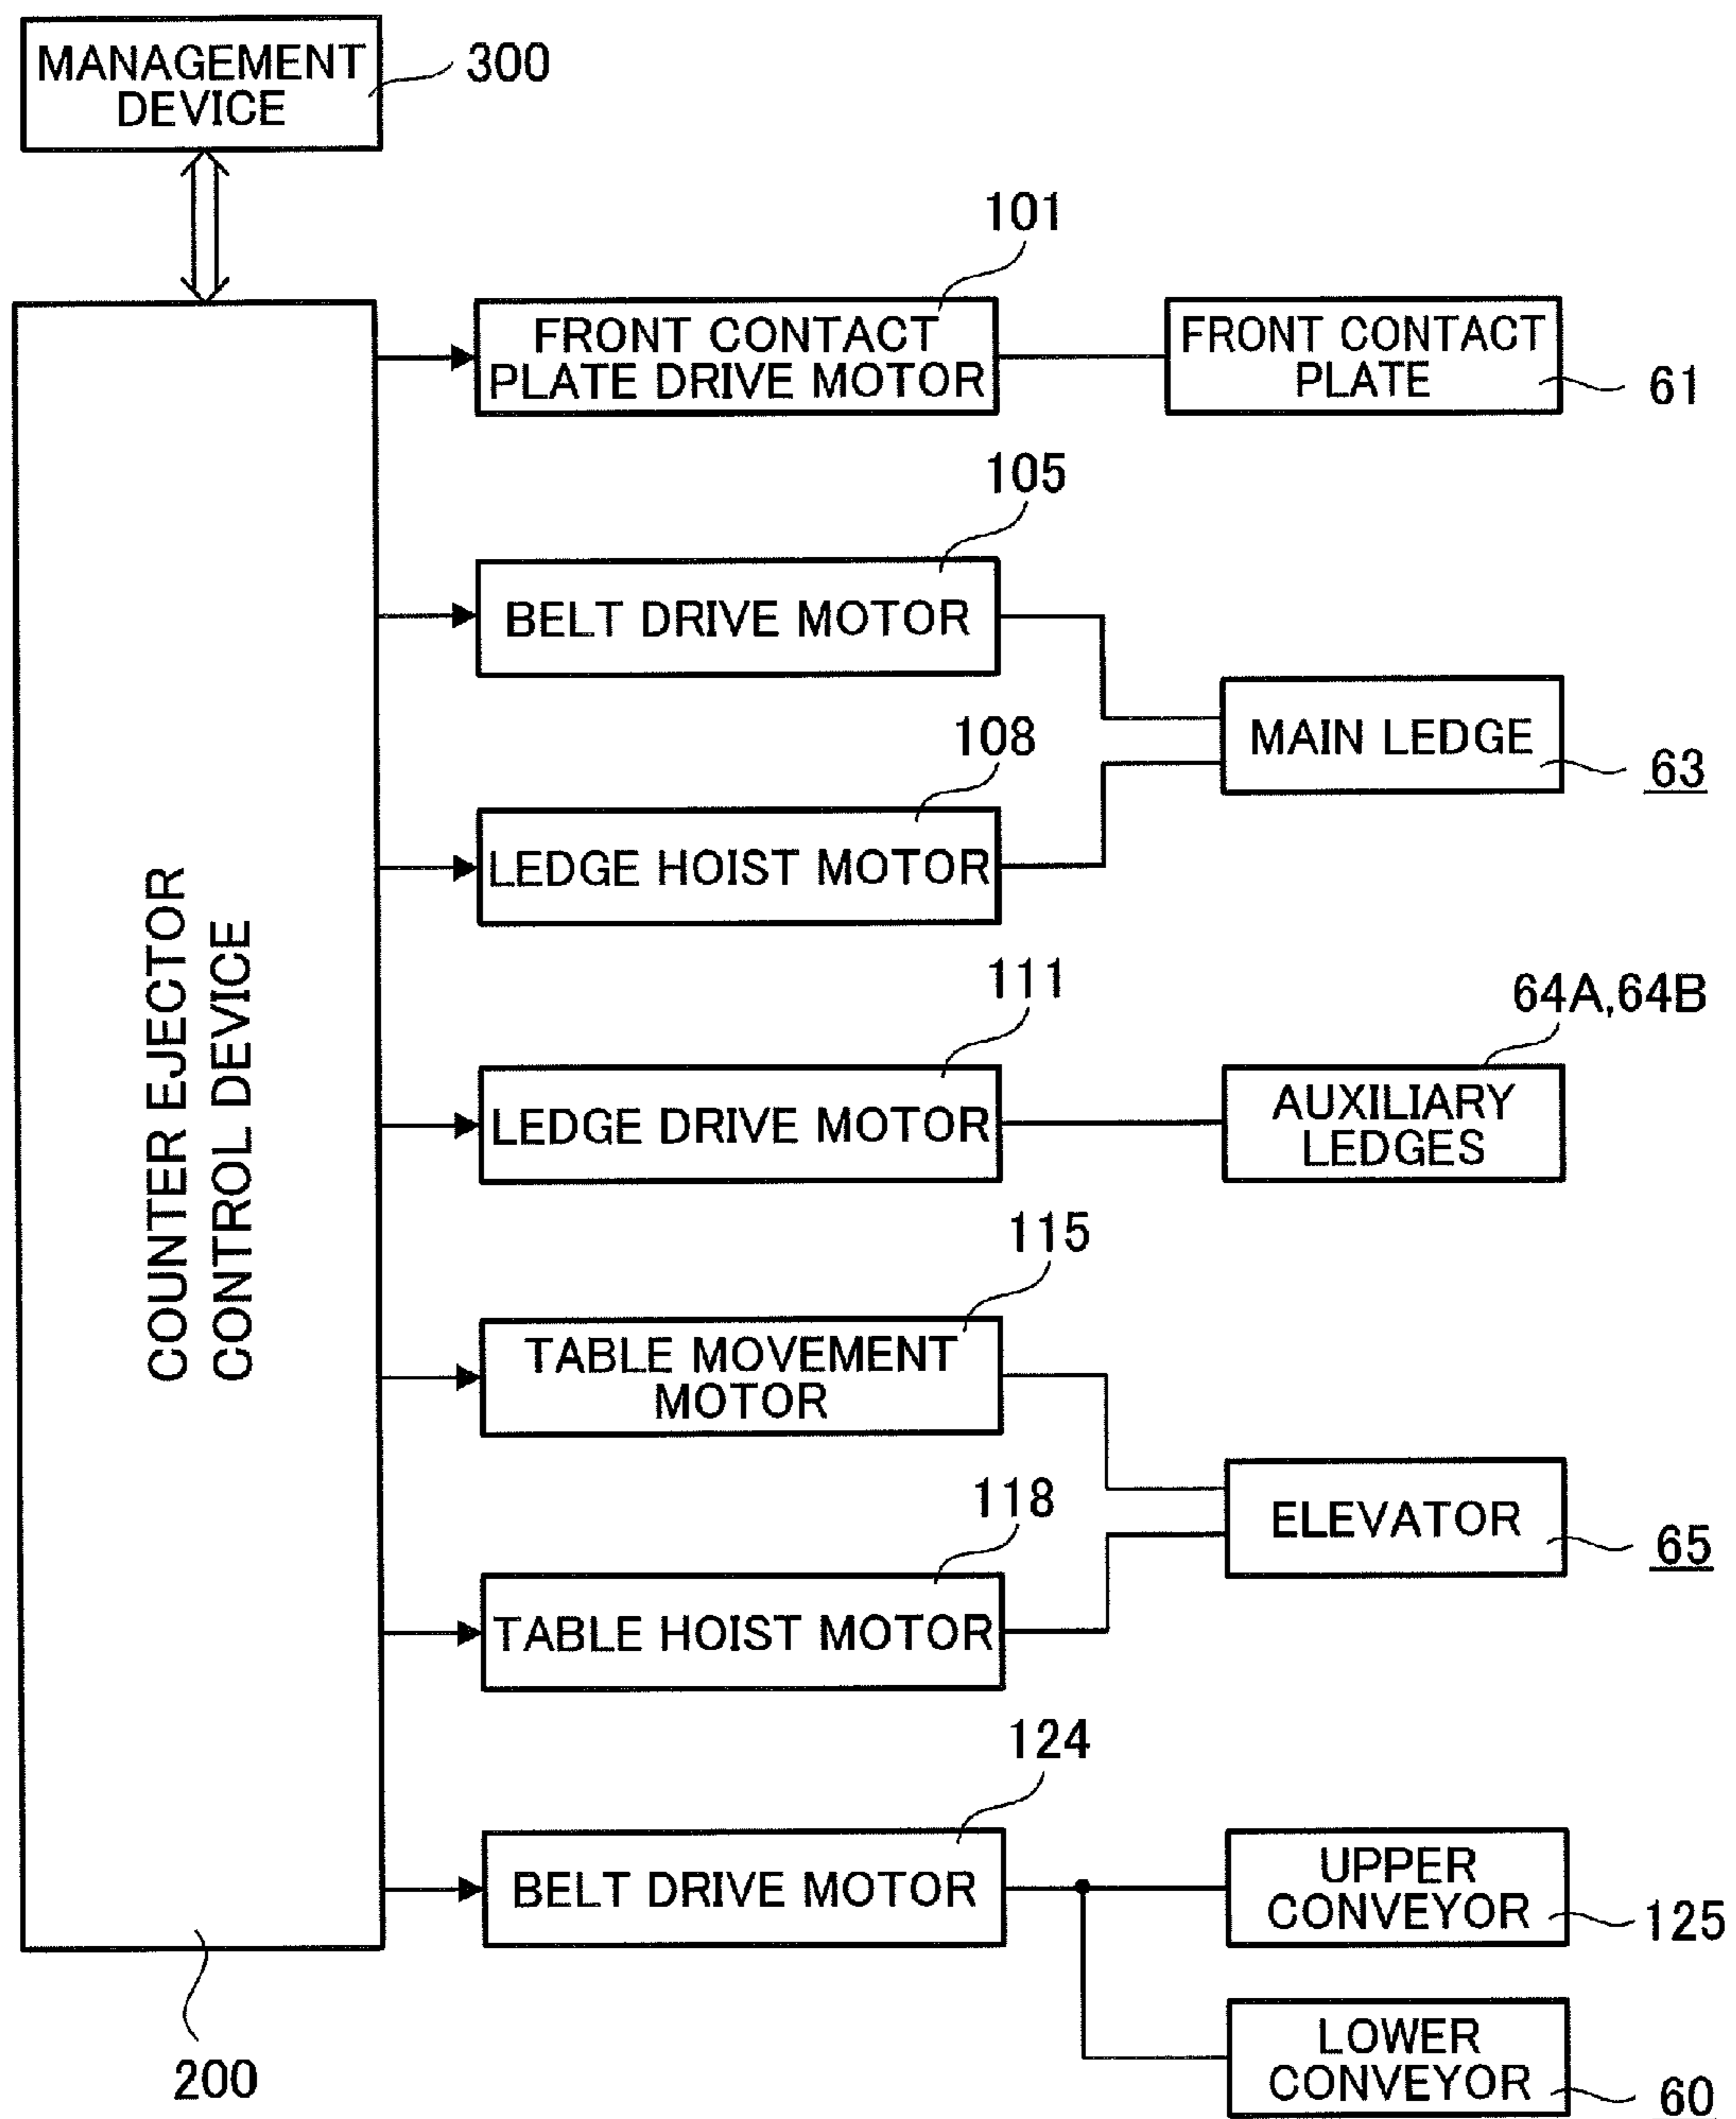 MANAGEMENT
DEVICE
300
101
FRONT CONTACT
PLATE DRIVE MOTOR
FRONT CONTACT
PLATE
61
105
BELT DRIVE MOTOR
MAIN LEDGE
63
108
LEDGE HOIST MOTOR
COUNTER EJECTOR
CONTROL DEVICE
111
LEDGE DRIVE MOTOR
64A,64B
AUXILIARY
LEDGES
115
TABLE MOVEMENT
MOTOR
ELEVATOR
65
118
TABLE HOIST MOTOR
124
BELT DRIVE MOTOR
UPPER
CONVEYOR
125
LOWER
CONVEYOR
60
200